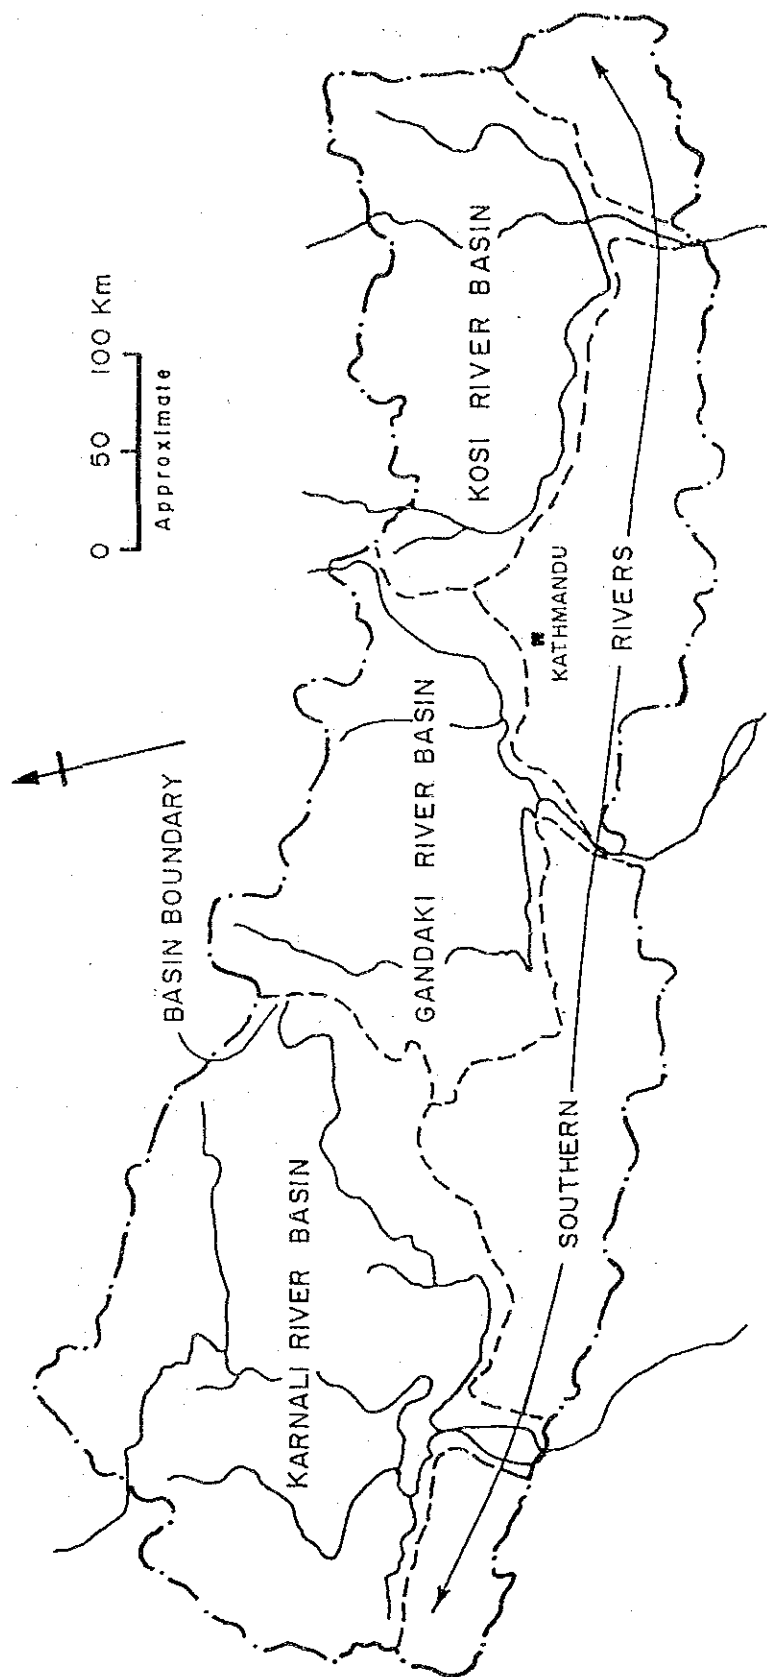 0 50 100 Km
Approximate
BASIN BOUNDARY
KARNALI RIVER BASIN
GANDAKI RIVER BASIN
KOSI RIVER BASIN
KATHMANDU
SOUTHERN RIVERS